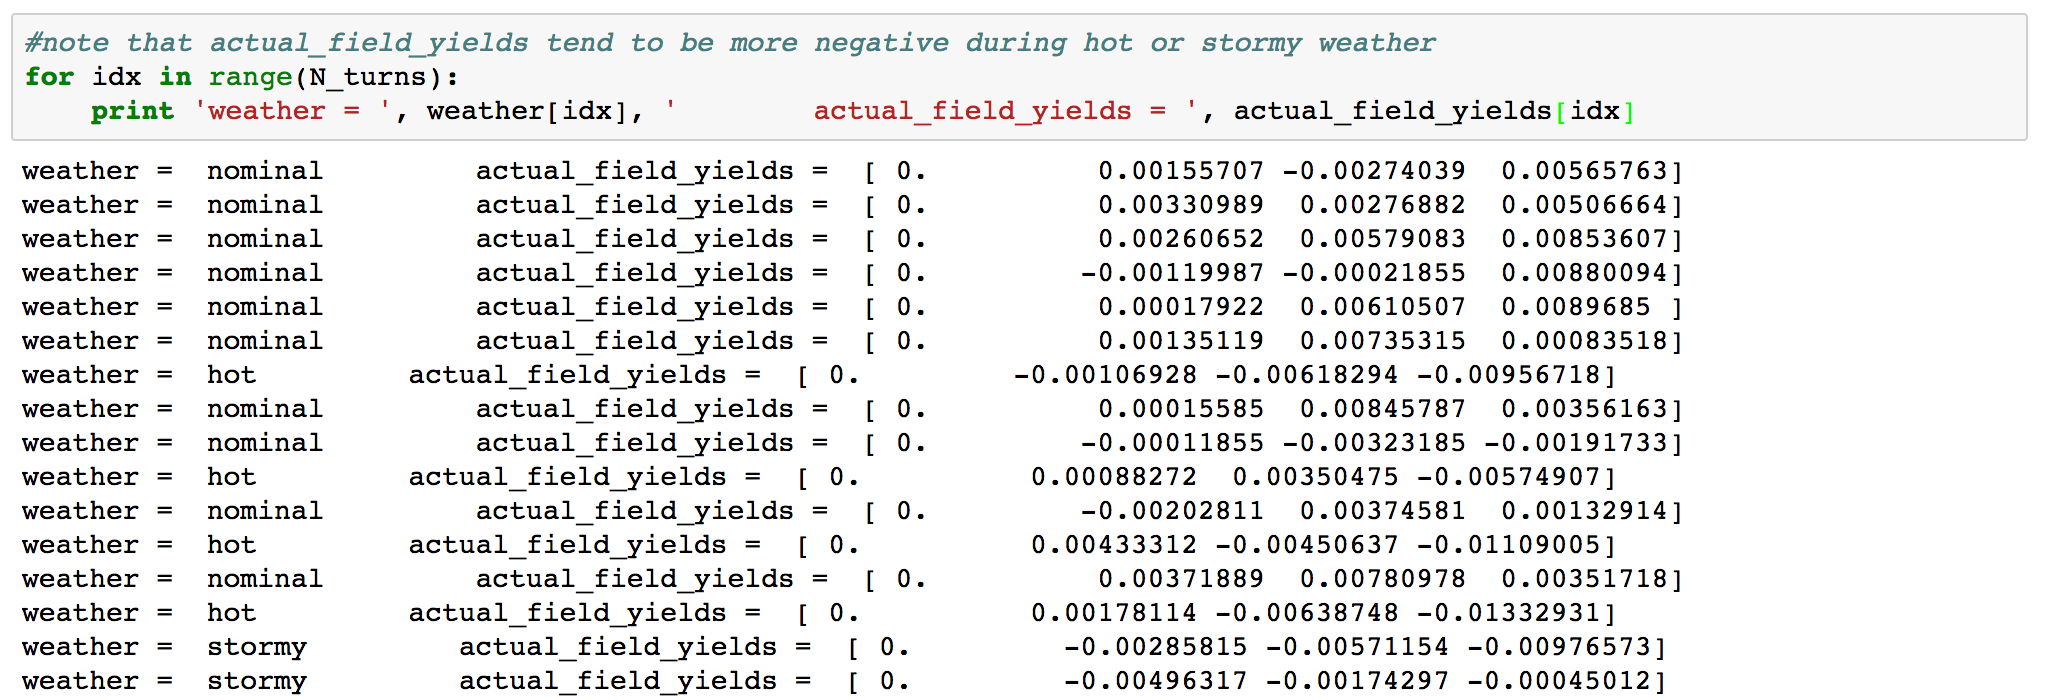 #note that actual_field_yields tend to be more negative during hot or stormy weather
for idx in range(N_turns):
    print 'weather = ', weather[idx], '        actual_field_yields = ', actual_field_yields[idx]
weather =  nominal         actual_field_yields =  [ 0.          0.00155707 -0.00274039  0.00565763]
weather =  nominal         actual_field_yields =  [ 0.          0.00330989  0.00276882  0.00506664]
weather =  nominal         actual_field_yields =  [ 0.          0.00260652  0.00579083  0.00853607]
weather =  nominal         actual_field_yields =  [ 0.         -0.00119987 -0.00021855  0.00880094]
weather =  nominal         actual_field_yields =  [ 0.          0.00017922  0.00610507  0.0089685 ]
weather =  nominal         actual_field_yields =  [ 0.          0.00135119  0.00735315  0.00083518]
weather =  hot         actual_field_yields =  [ 0.         -0.00106928 -0.00618294 -0.00956718]
weather =  nominal         actual_field_yields =  [ 0.          0.00015585  0.00845787  0.00356163]
weather =  nominal         actual_field_yields =  [ 0.         -0.00011855 -0.00323185 -0.00191733]
weather =  hot         actual_field_yields =  [ 0.          0.00088272  0.00350475 -0.00574907]
weather =  nominal         actual_field_yields =  [ 0.         -0.00202811  0.00374581  0.00132914]
weather =  hot         actual_field_yields =  [ 0.          0.00433312 -0.00450637 -0.01109005]
weather =  nominal         actual_field_yields =  [ 0.          0.00371889  0.00780978  0.00351718]
weather =  hot         actual_field_yields =  [ 0.          0.00178114 -0.00638748 -0.01332931]
weather =  stormy         actual_field_yields =  [ 0.         -0.00285815 -0.00571154 -0.00976573]
weather =  stormy         actual_field_yields =  [ 0.         -0.00496317 -0.00174297 -0.00045012]